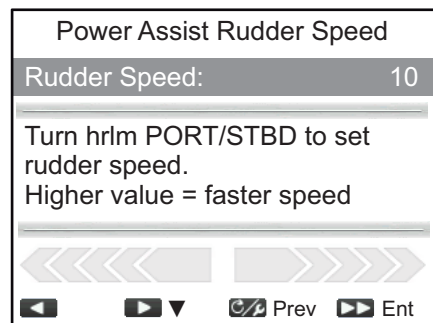 Power Assist Rudder Speed
Rudder Speed: 10
Turn hrlm PORT/STBD to set
rudder speed.
Higher value = faster speed
Prev Ent